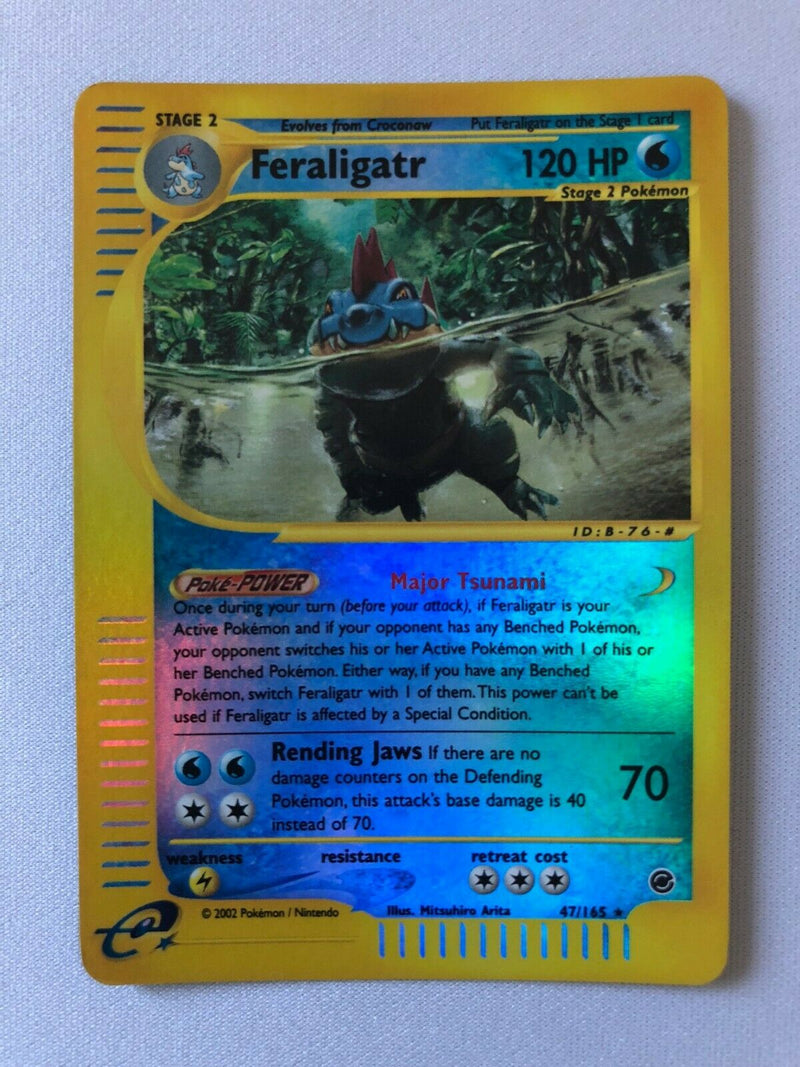 STAGE 2 Evolves from Croconaw Put Feraligatr on the Stage 1 card
Feraligatr 120 HP
Stage 2 Pokémon
ID:B-76-#
Poké-POWER Major Tsunami
Once during your turn (before your attack), if Feraligatr is your
Active Pokémon and if your opponent has any Benched Pokémon,
your opponent switches his or her Active Pokémon with 1 of his or
her Benched Pokémon. Either way, if you have any Benched
Pokémon, switch Feraligatr with 1 of them. This power can't be
used if Feraligatr is affected by a Special Condition.
Rending Jaws If there are no
damage counters on the Defending
Pokémon, this attack's base damage is 40
instead of 70.
70
weakness resistance retreat cost
e
© 2002 Pokémon / Nintendo Illus. Mitsuhiro Arita 47/165 ★